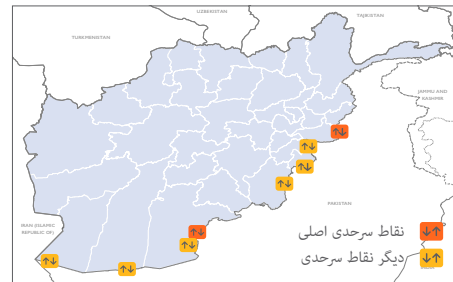 UZBEKISTAN
TAJIKISTAN
TURKMENISTAN
JAMMU AND
KASHMIR
PAKISTAN
IRAN (ISLAMIC
REPUBLIC OF)
نقاط سرحدی اصلی
دیگر نقاط سرحدی